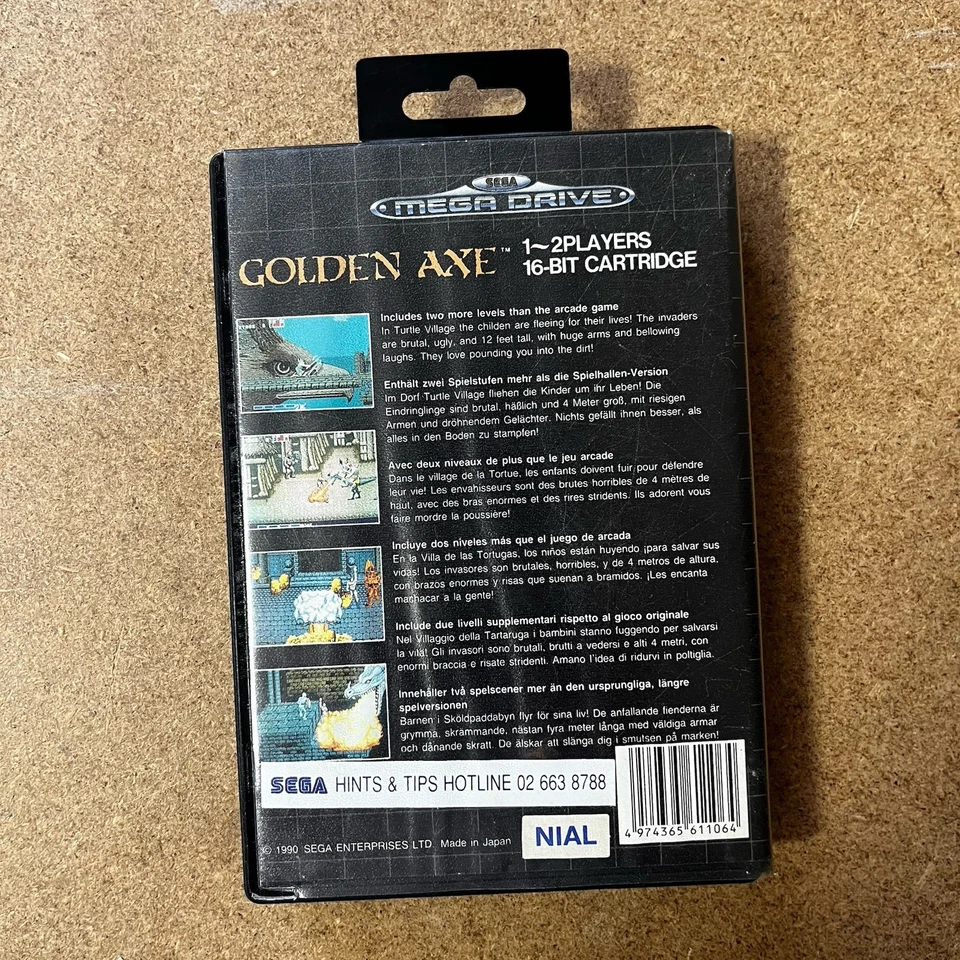 SEGA
MEGA DRIVE
GOLDEN AXE™
1~2PLAYERS
16-BIT CARTRIDGE
Includes two more levels than the arcade game
In Turtle Village the childen are fleeing for their lives! The invaders
are brutal, ugly, and 12 feet tall, with huge arms and bellowing
laughs. They love pounding you into the dirt!
Enthält zwei Spielstufen mehr als die Spielhallen-Version
Im Dorf Turtle Village fliehen die Kinder um ihr Leben! Die
Eindringlinge sind brutal, häßlich und 4 Meter groß, mit riesigen
Armen und dröhnendem Gelächter. Nichts gefällt ihnen besser, als
alles in den Boden zu stampfen!
Avec deux niveaux de plus que le jeu arcade
Dans le village de la Tortue, les enfants doivent fuir pour défendre
leur vie! Les envahisseurs sont des brutes horribles de 4 mètres de
haut, avec des bras enormes et des rires stridents. Ils adorent vous
faire mordre la poussière!
Incluye dos niveles más que el juego de arcada
En la Villa de las Tortugas, los niños están huyendo ¡para salvar sus
vidas! Los invasores son brutales, horribles, y de 4 metros de altura,
con brazos enormes y risas que suenan a bramidos. ¡Les encanta
machacar a la gente!
Include due livelli supplementari rispetto al gioco originale
Nel Villaggio della Tartaruga i bambini stanno fuggendo per salvarsi
la vita! Gli invasori sono brutali, brutti a vedersi e alti 4 metri, con
enormi braccia e risate stridenti. Amano l'idea di ridurvi in poltiglia.
Innehåller två spelscener mer än den ursprungliga, längre
spelversionen
Barnen i Sköldpaddabyn flyr för sina liv! De anfallande fienderna är
grymma, skrämmande, nästan fyra meter långa med väldiga armar
och dånande skratt. De älskar att slänga dig i smutsen på marken!
SEGA HINTS & TIPS HOTLINE 02 663 8788
4 974365 611064
© 1990 SEGA ENTERPRISES LTD. Made in Japan
NIAL